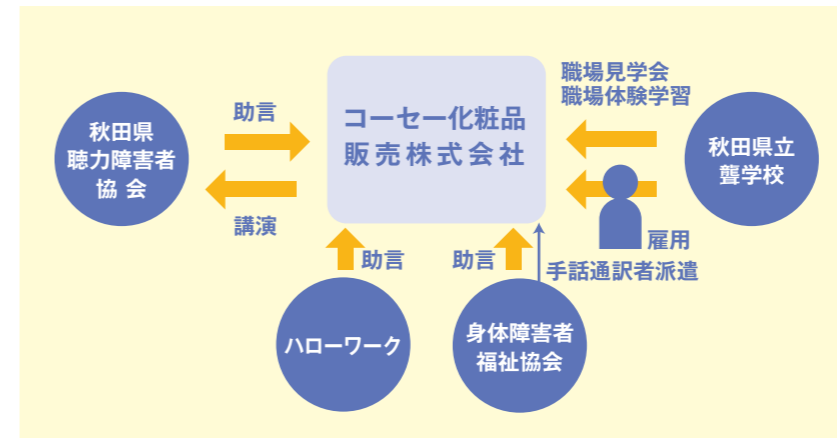 コーセー化粧品
販売株式会社
職場見学会
職場体験学習
助言
秋田県
聴力障害者
協 会
秋田県立
聾学校
講演
雇用
助言
助言
手話通訳者派遣
ハローワーク
身体障害者
福祉協会